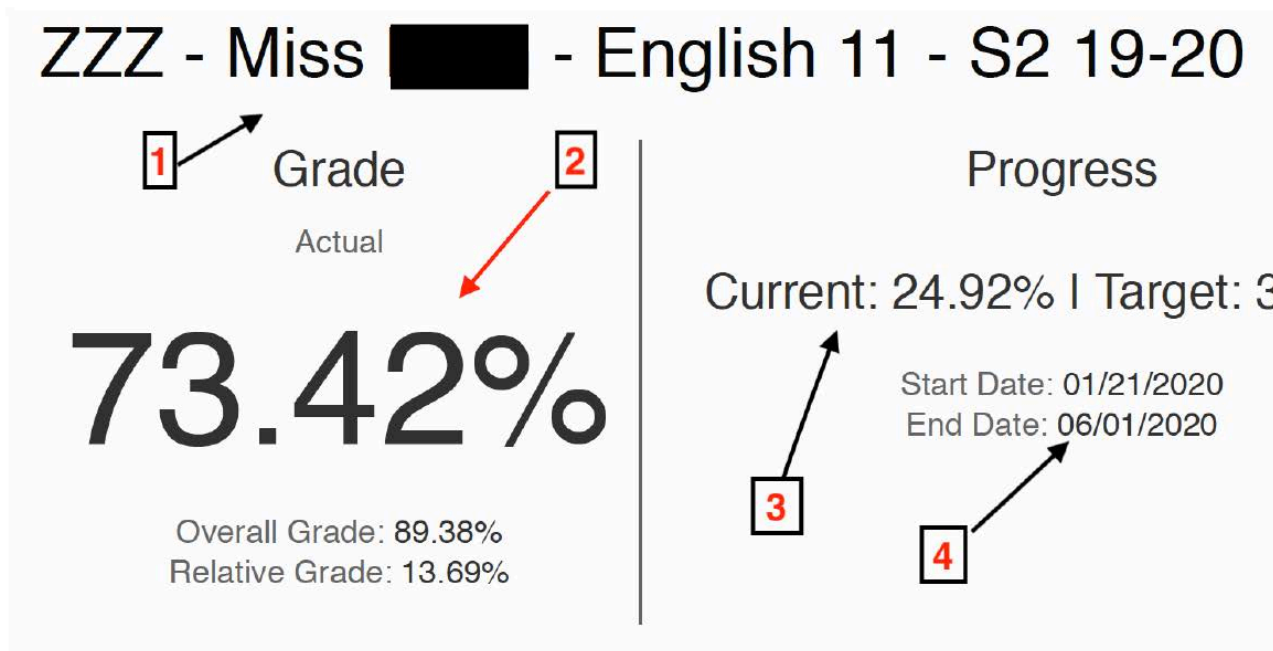 ZZZ - Miss - English 11 - S2 19-20
1
Grade
2
Actual
73.42%
Overall Grade: 89.38%
Relative Grade: 13.69%
Progress
Current: 24.92% | Target: 3
Start Date: 01/21/2020
End Date: 06/01/2020
3
4